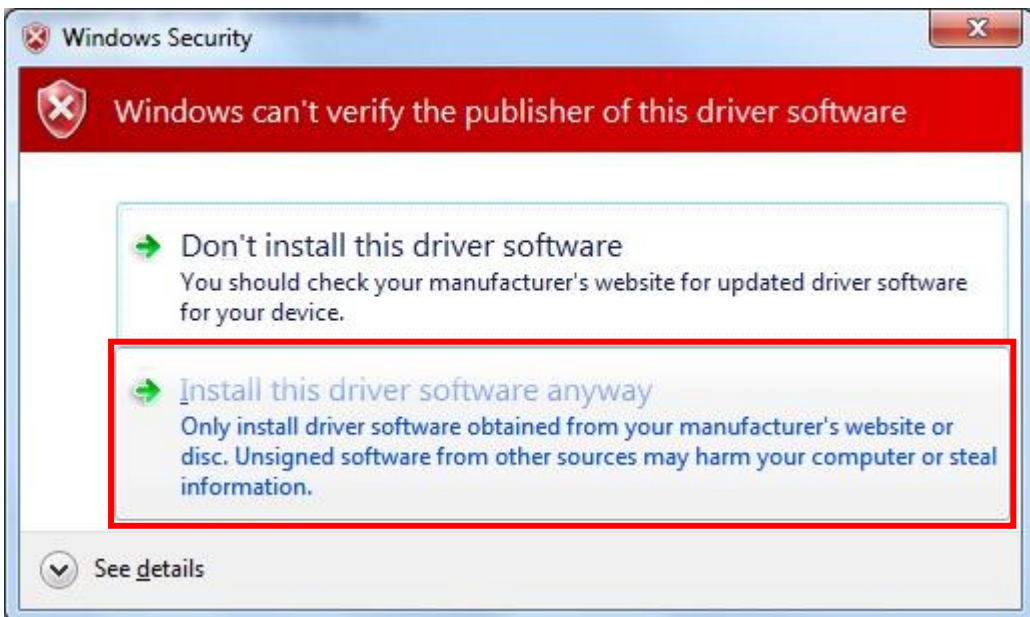 Windows Security
Windows can't verify the publisher of this driver software
Don't install this driver software
You should check your manufacturer's website for updated driver software
for your device.
Install this driver software anyway
Only install driver software obtained from your manufacturer's website or
disc. Unsigned software from other sources may harm your computer or steal
information.
See details